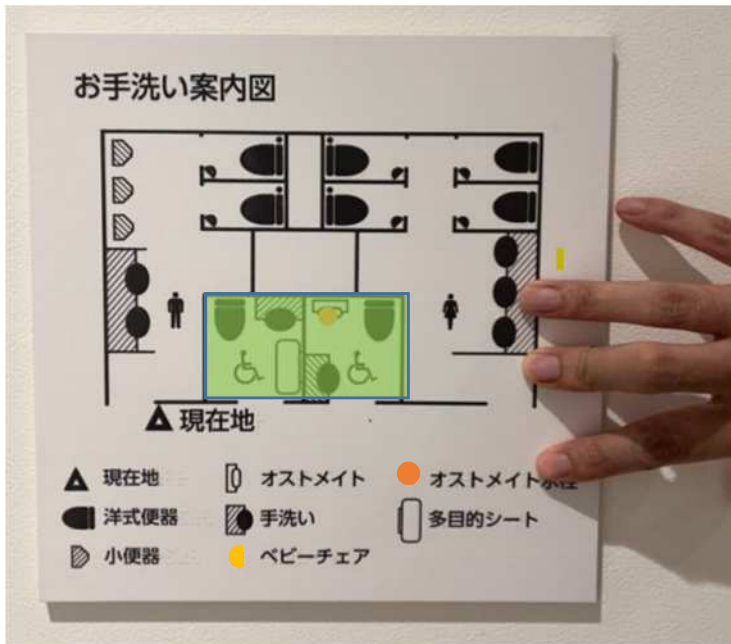 お手洗い案内図
現在地
現在地
オストメイト
オストメイト水栓
洋式便器
手洗い
多目的シート
小便器
ベビーチェア